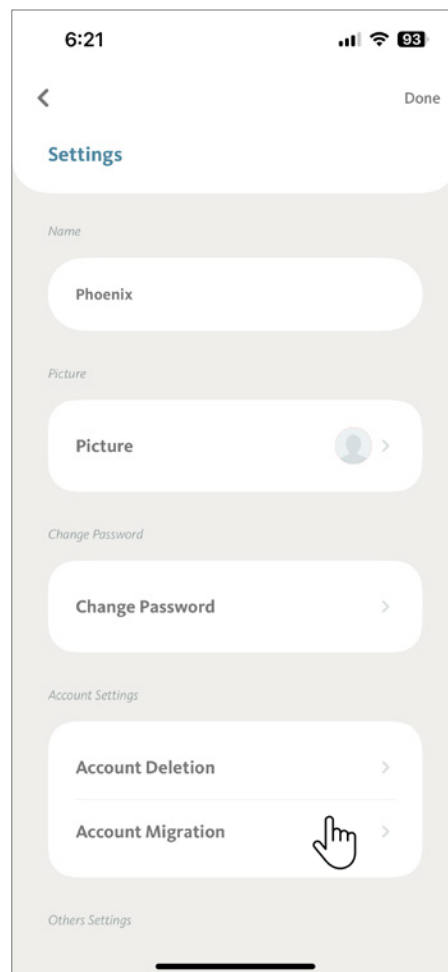 6:21
93
Done
Settings
Name
Phoenix
Picture
Picture
Change Password
Change Password
Account Settings
Account Deletion
Account Migration
Others Settings